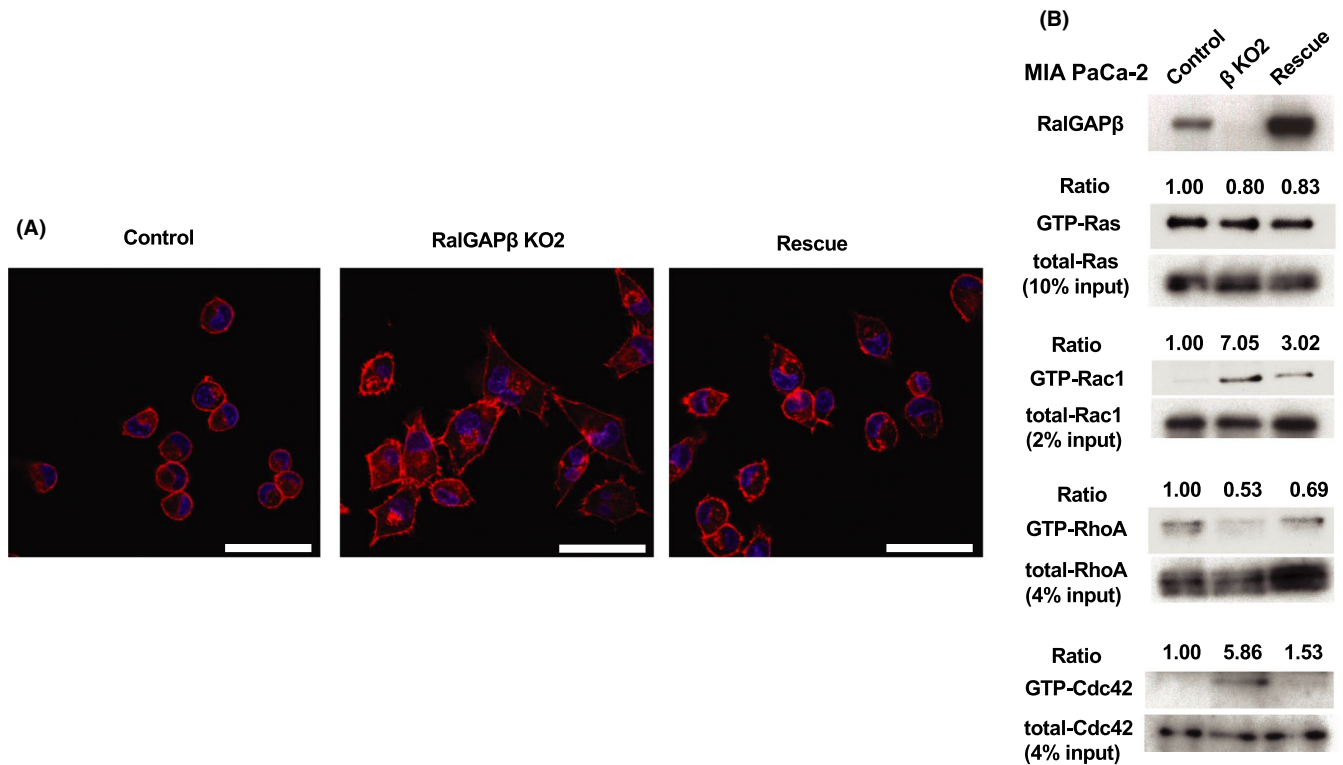 (A)
Control
RalGAPβ KO2
Rescue
(B)
MIA PaCa-2
Control
β KO2
Rescue
RalGAPβ
Ratio 1.00 0.80 0.83
GTP-Ras
total-Ras
(10% input)
Ratio 1.00 7.05 3.02
GTP-Rac1
total-Rac1
(2% input)
Ratio 1.00 0.53 0.69
GTP-RhoA
total-RhoA
(4% input)
Ratio 1.00 5.86 1.53
GTP-Cdc42
total-Cdc42
(4% input)